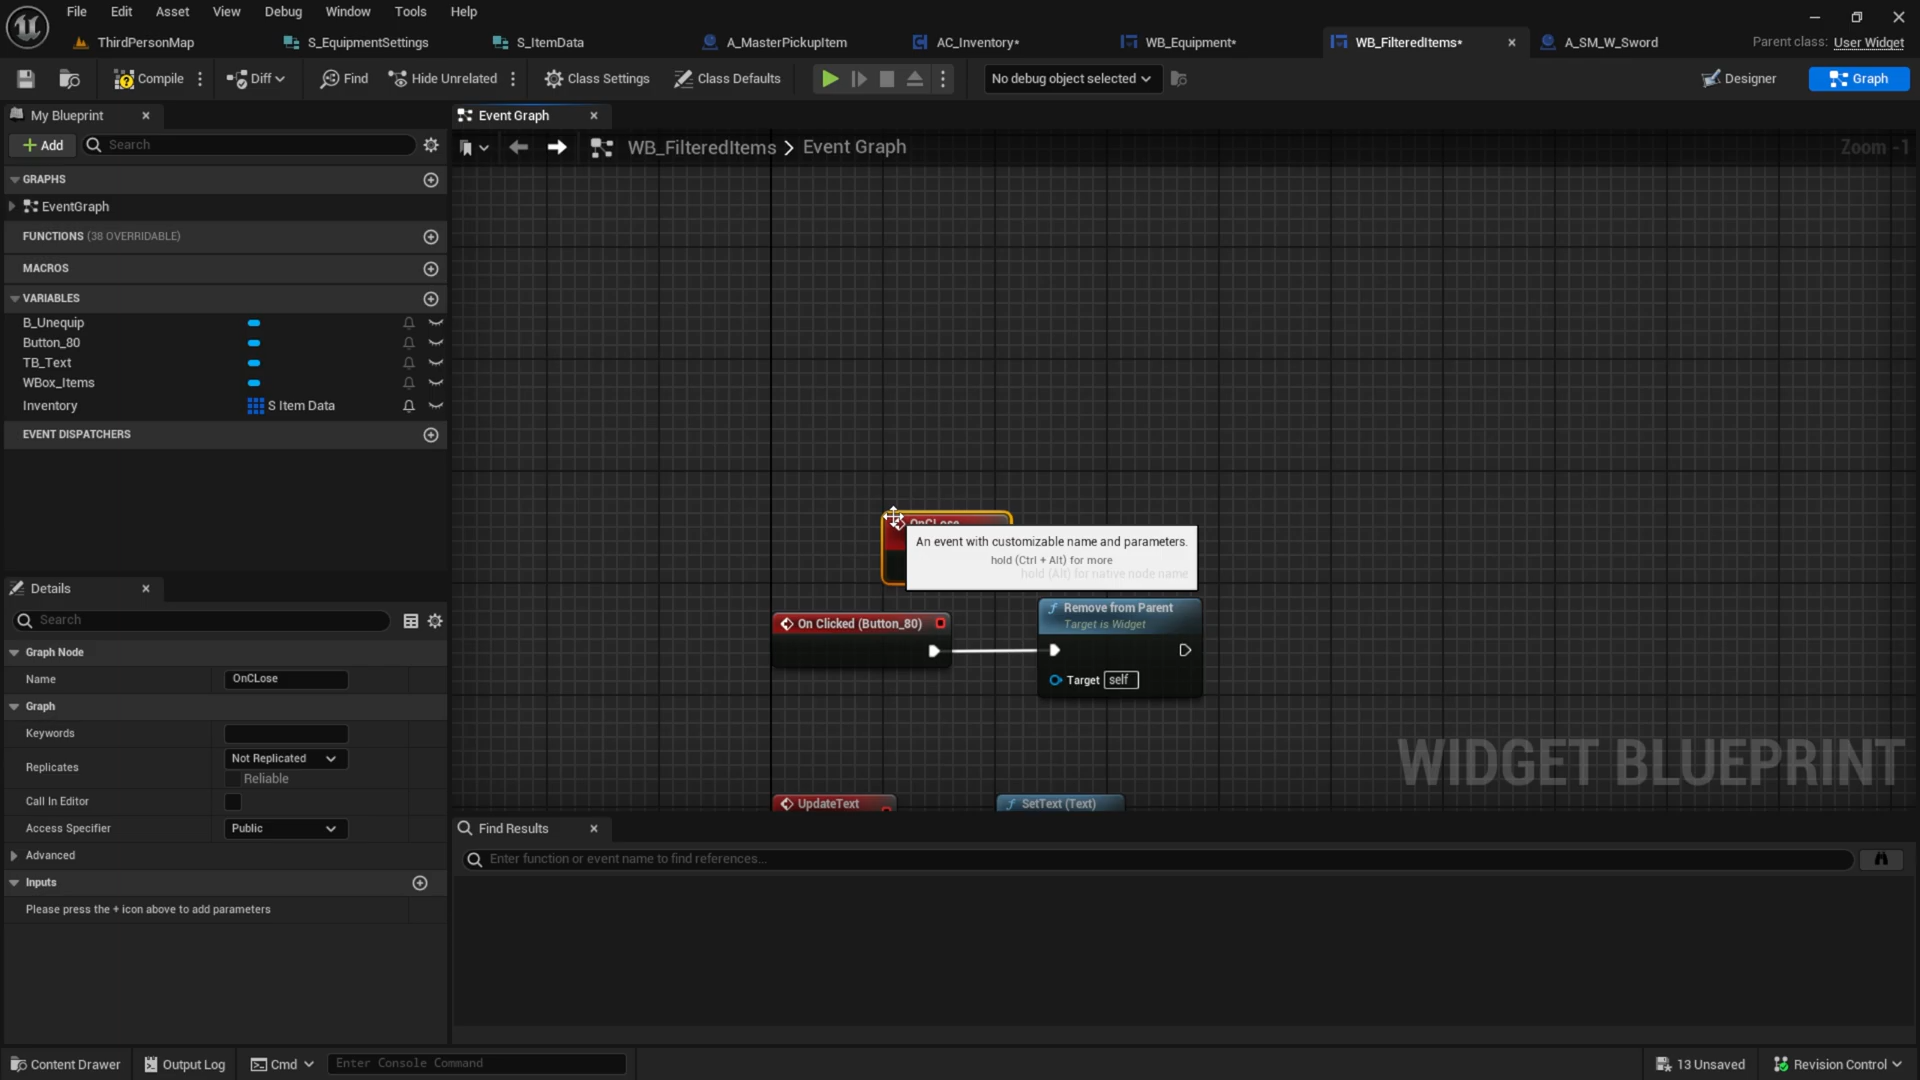 File Edit Asset View Debug Window Tools Help
ThirdPersonMap S_EquipmentSettings S_ItemData A_MasterPickupItem AC_Inventory* WB_Equipment* WB_FilteredItems* A_SM_W_Sword Parent class: User Widget
Compile Diff Find Hide Unrelated Class Settings Class Defaults No debug object selected Designer Graph
My Blueprint
Event Graph
Add Search
WB_FilteredItems > Event Graph
Zoom -1
GRAPHS
EventGraph
FUNCTIONS (38 OVERRIDABLE)
MACROS
VARIABLES
B_Unequip
Button_80
TB_Text
WBox_Items
Inventory S Item Data
EVENT DISPATCHERS
OnCLose
An event with customizable name and parameters.
hold (Ctrl + Alt) for more
hold (Alt) for native node name
On Clicked (Button_80)
Remove from Parent
Target is Widget
Target self
UpdateText
SetText (Text)
WIDGET BLUEPRINT
Details
Search
Graph Node
Name OnCLose
Graph
Keywords
Replicates Not Replicated
Reliable
Call In Editor
Access Specifier Public
Advanced
Inputs
Please press the + icon above to add parameters
Find Results
Enter function or event name to find references...
Content Drawer Output Log Cmd Enter Console Command 13 Unsaved Revision Control